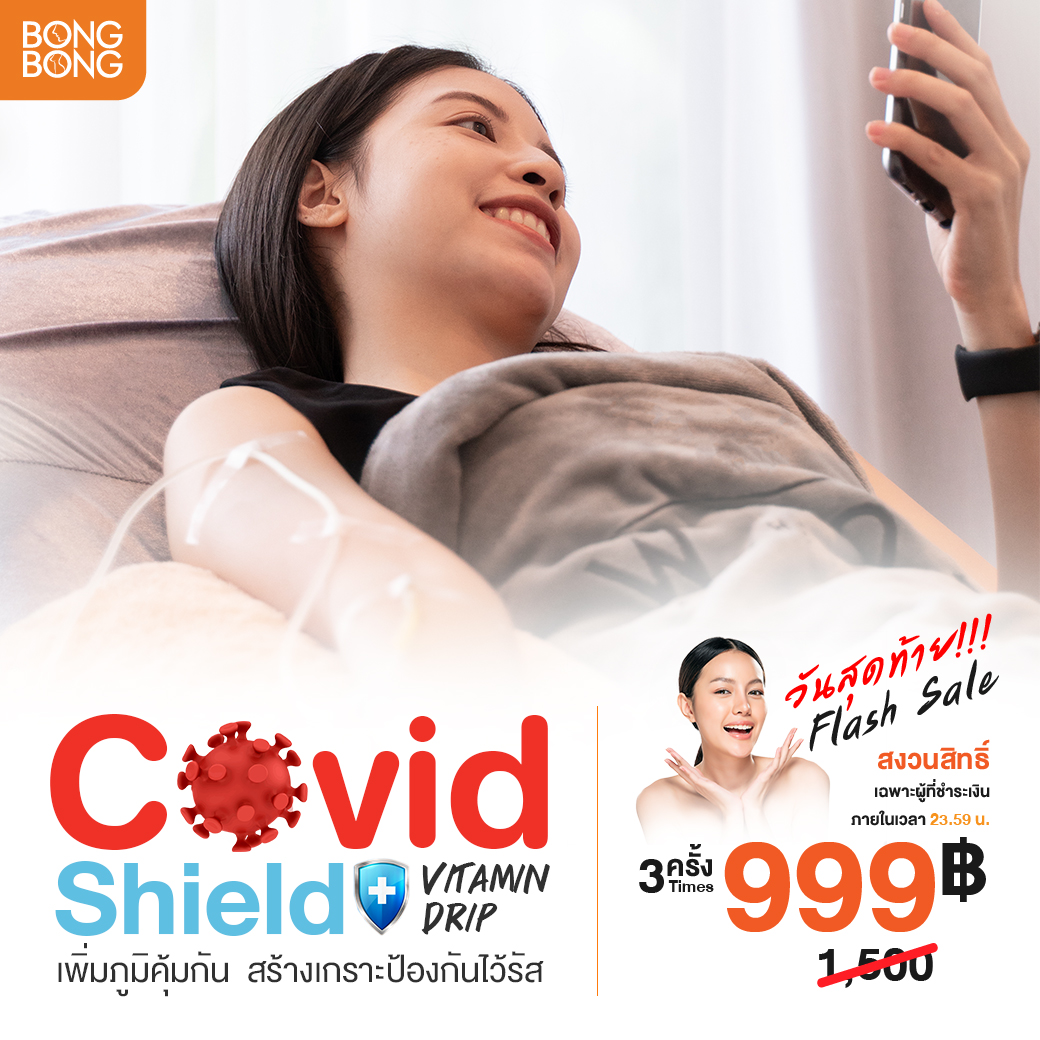 BONG
BONG
วันสุดท้าย!!!
Flash Sale
สงวนสิทธิ์
เฉพาะผู้ที่ชำระเงิน
ภายในเวลา 23.59 น.
Covid
Shield
VITAMIN
DRIP
เพิ่มภูมิคุ้มกัน สร้างเกราะป้องกันไว้รัส
3 ครั้ง
Times
999฿
1,500